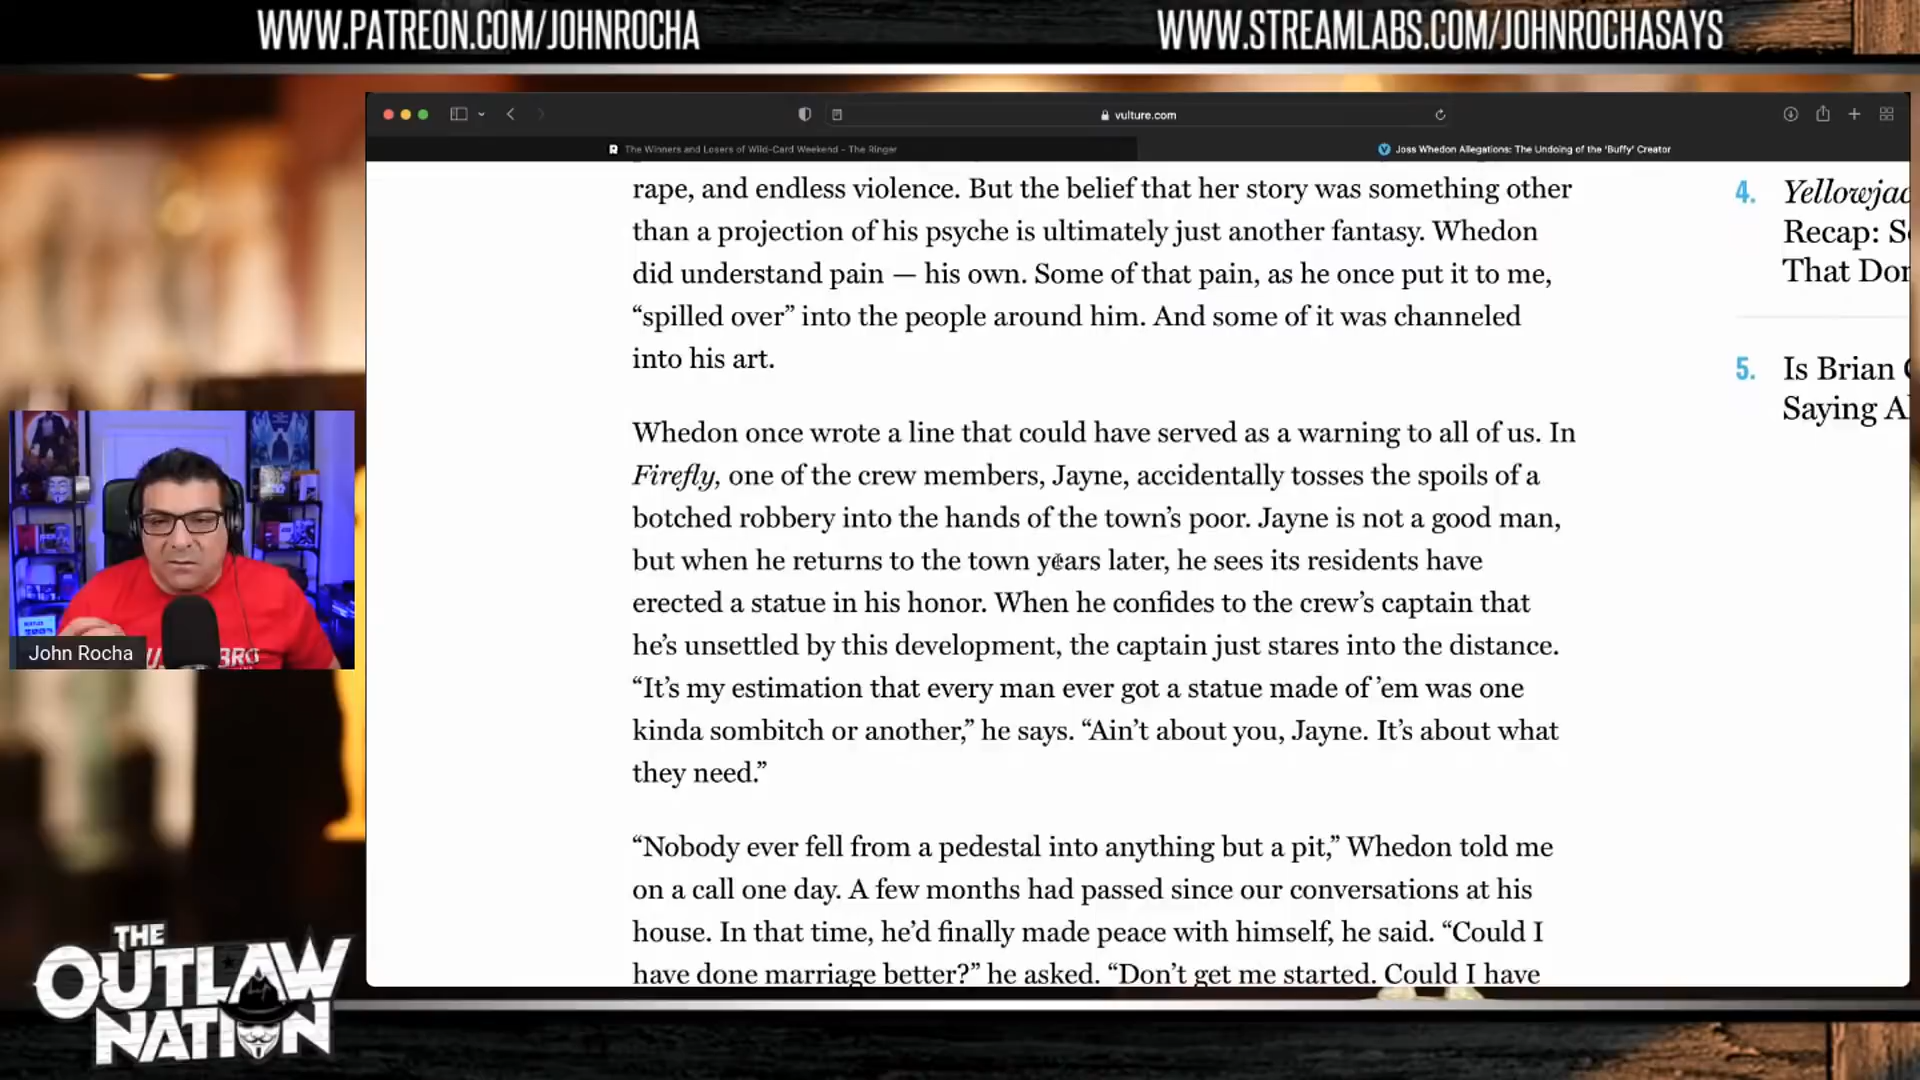 WWW.PATREON.COM/JOHNROCHA
WWW.STREAMLABS.COM/JOHNROCHASAYS
vulture.com
The Winners and Losers of Wild-Card Weekend - The Ringer
Joss Whedon Allegations: The Undoing of the 'Buffy' Creator
rape, and endless violence. But the belief that her story was something other
than a projection of his psyche is ultimately just another fantasy. Whedon
did understand pain — his own. Some of that pain, as he once put it to me,
“spilled over” into the people around him. And some of it was channeled
into his art.
Whedon once wrote a line that could have served as a warning to all of us. In
Firefly, one of the crew members, Jayne, accidentally tosses the spoils of a
botched robbery into the hands of the town’s poor. Jayne is not a good man,
but when he returns to the town years later, he sees its residents have
erected a statue in his honor. When he confides to the crew’s captain that
he’s unsettled by this development, the captain just stares into the distance.
“It’s my estimation that every man ever got a statue made of ’em was one
kinda sombitch or another,” he says. “Ain’t about you, Jayne. It’s about what
they need.”
“Nobody ever fell from a pedestal into anything but a pit,” Whedon told me
on a call one day. A few months had passed since our conversations at his
house. In that time, he’d finally made peace with himself, he said. “Could I
have done marriage better?” he asked. “Don’t get me started. Could I have
4.
Yellowjac
Recap: S
That Don
5.
Is Brian
Saying A
John Rocha
THE
OUTLAW
NATION